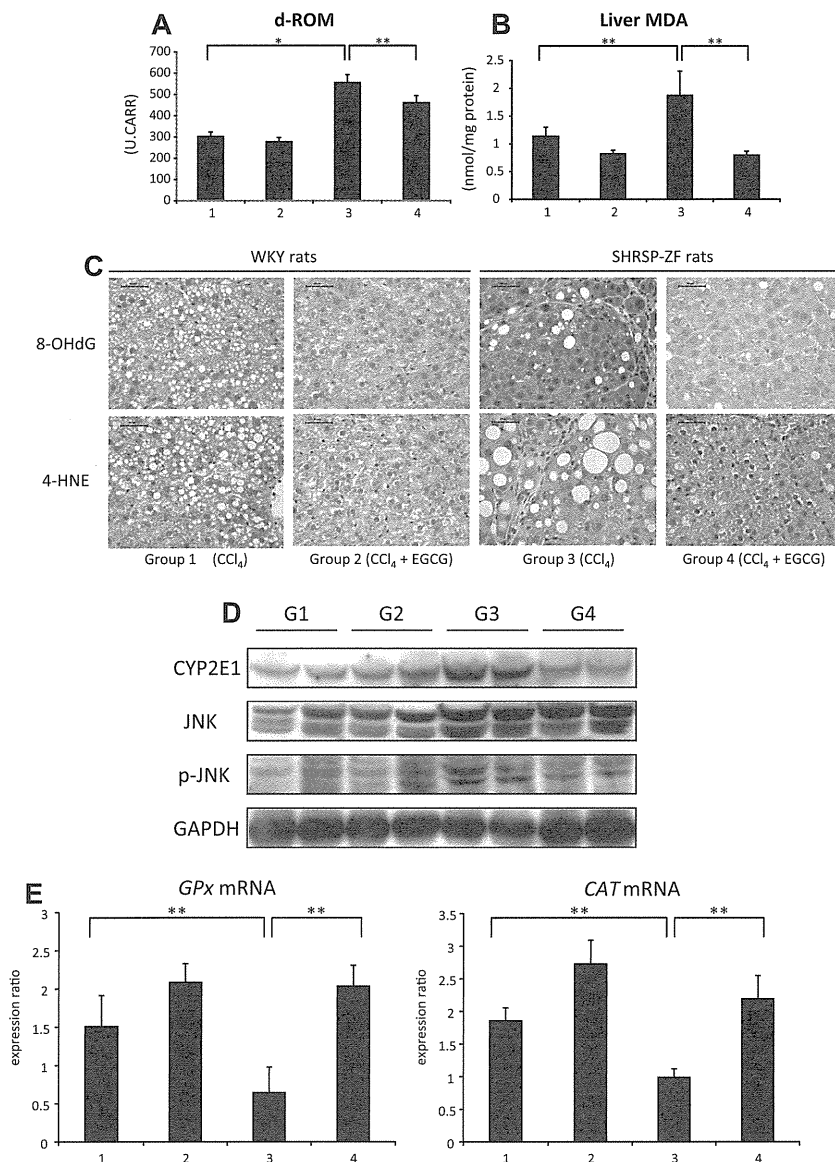 A d-ROM
B Liver MDA
* **
** **
(U.CARR)
700
600
500
400
300
200
100
0
1 2 3 4
(nmol/mg protein)
2.5
2
1.5
1
0.5
0
1 2 3 4
C WKY rats SHRSP-ZF rats
8-OHdG
4-HNE
Group 1 (CCl₄) Group 2 (CCl₄ + EGCG) Group 3 (CCl₄) Group 4 (CCl₄ + EGCG)
D G1 G2 G3 G4
CYP2E1
JNK
p-JNK
GAPDH
E GPx mRNA
** **
expression ratio
3
2.5
2
1.5
1
0.5
0
1 2 3 4
CAT mRNA
** **
expression ratio
3.5
3
2.5
2
1.5
1
0.5
0
1 2 3 4